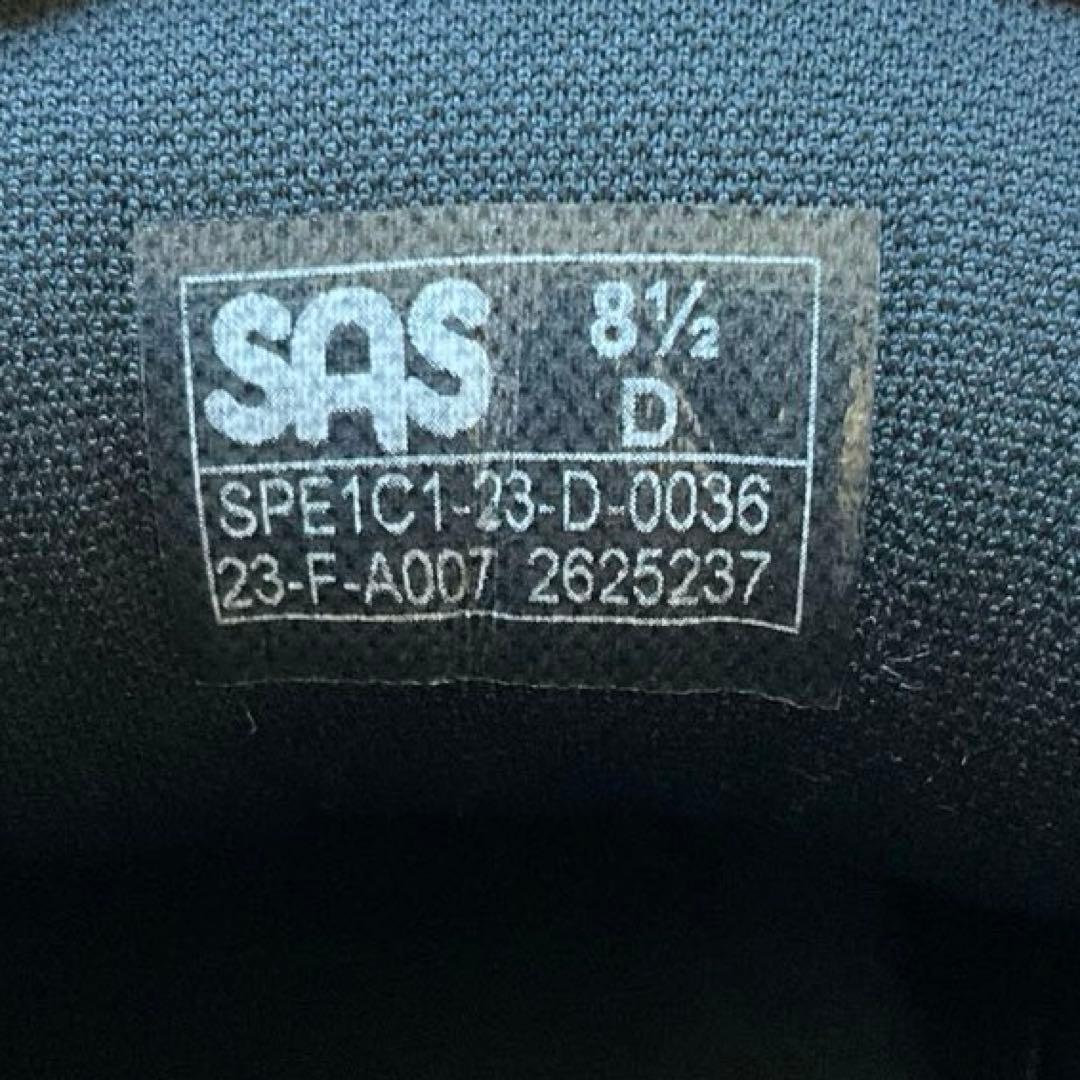 SAS 8½
D
SPE1C1-23-D-0036
23-F-A007 2625237